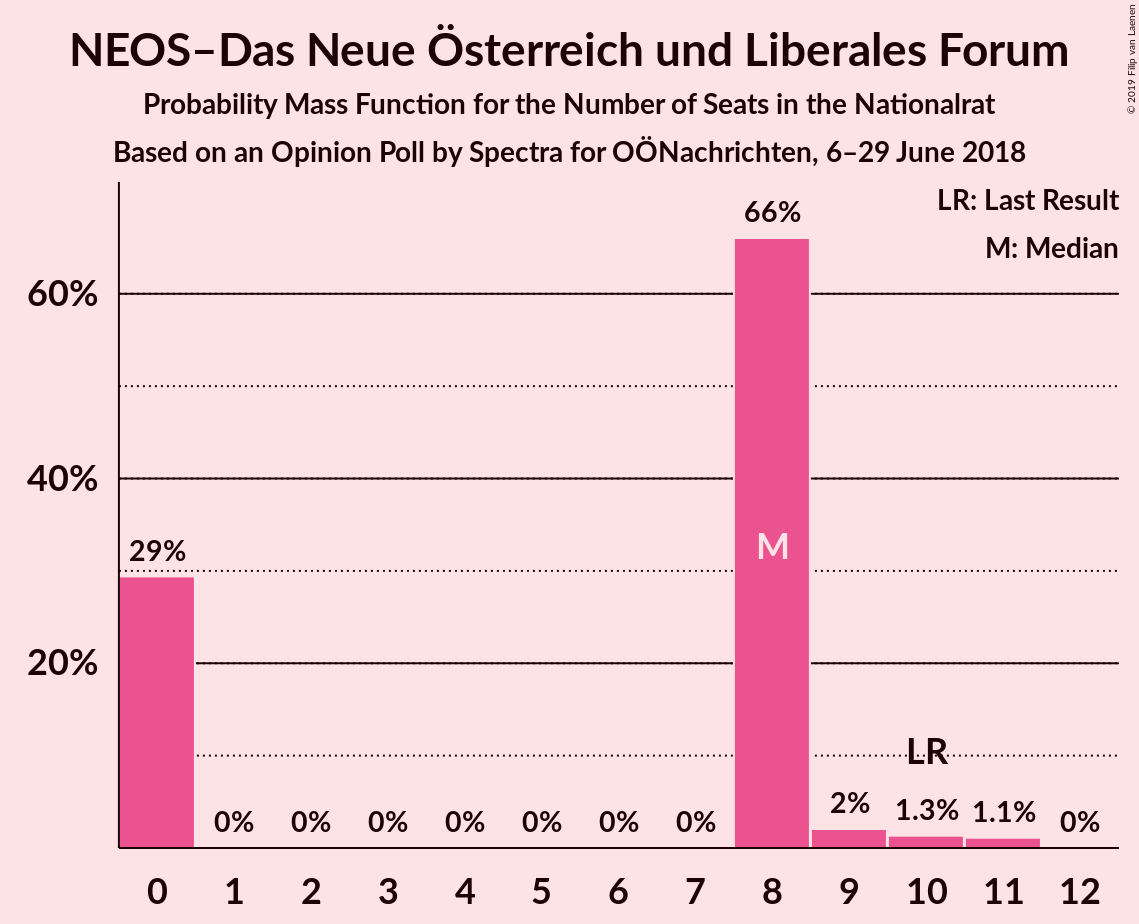 NEOS–Das Neue Österreich und Liberales Forum
Probability Mass Function for the Number of Seats in the Nationalrat
Based on an Opinion Poll by Spectra for OÖNachrichten, 6–29 June 2018
© 2019 Filip van Laenen
LR: Last Result
M: Median
60%
40%
20%
29%
0%
0%
0%
0%
0%
0%
0%
66%
M
2%
LR
1.3%
1.1%
0%
0 1 2 3 4 5 6 7 8 9 10 11 12